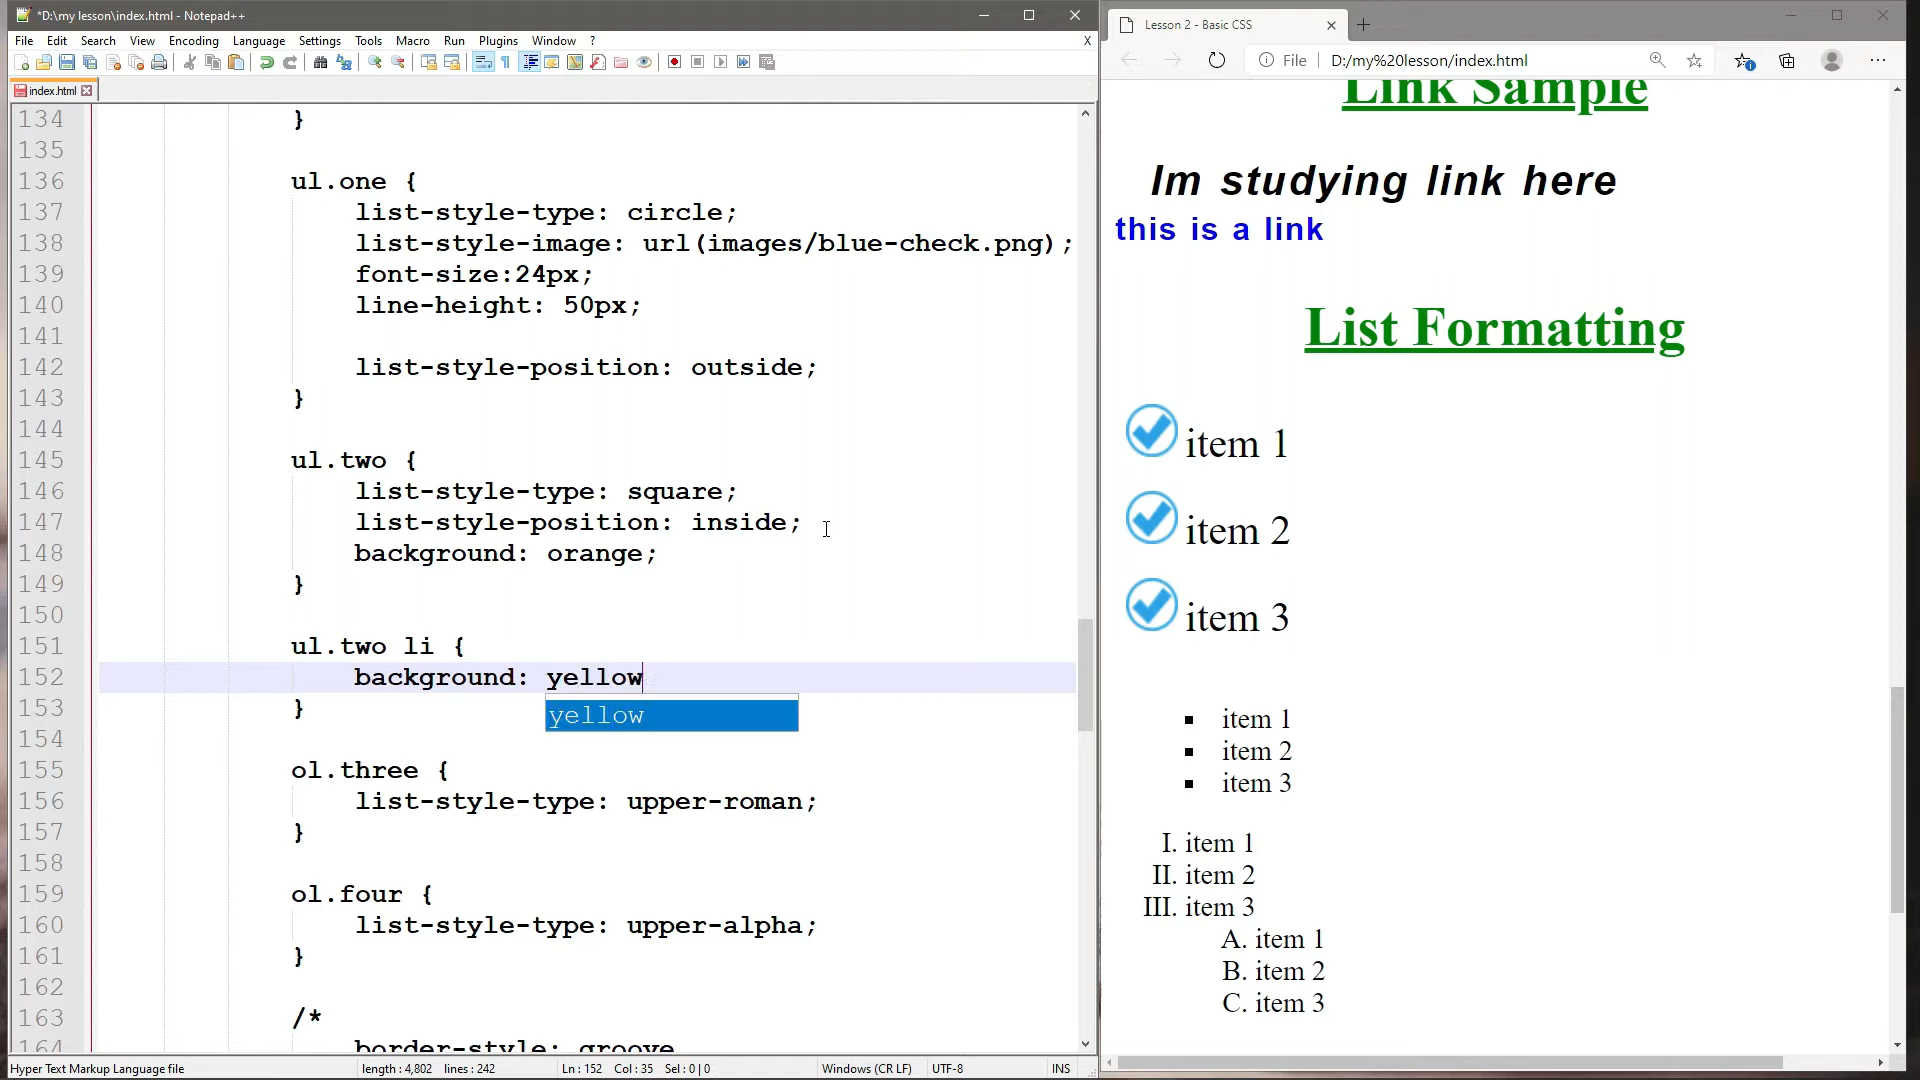 *D:\my lesson\index.html - Notepad++
File Edit Search View Encoding Language Settings Tools Macro Run Plugins Window ? X
index.html
134 }
135
136 ul.one {
137 list-style-type: circle;
138 list-style-image: url(images/blue-check.png);
139 font-size:24px;
140 line-height: 50px;
141
142 list-style-position: outside;
143 }
144
145 ul.two {
146 list-style-type: square;
147 list-style-position: inside;
148 background: orange;
149 }
150
151 ul.two li {
152 background: yellow
yellow
153 }
154
155 ol.three {
156 list-style-type: upper-roman;
157 }
158
159 ol.four {
160 list-style-type: upper-alpha;
161 }
162
163 /*
164 border-style: groove
Hyper Text Markup Language file length : 4,802 lines : 242 Ln : 152 Col : 35 Sel : 0 | 0 Windows (CR LF) UTF-8 INS
Lesson 2 - Basic CSS
File D:/my%20lesson/index.html
Link Sample
Im studying link here
this is a link
List Formatting
item 1
item 2
item 3
▪ item 1
▪ item 2
▪ item 3
I. item 1
II. item 2
III. item 3
A. item 1
B. item 2
C. item 3